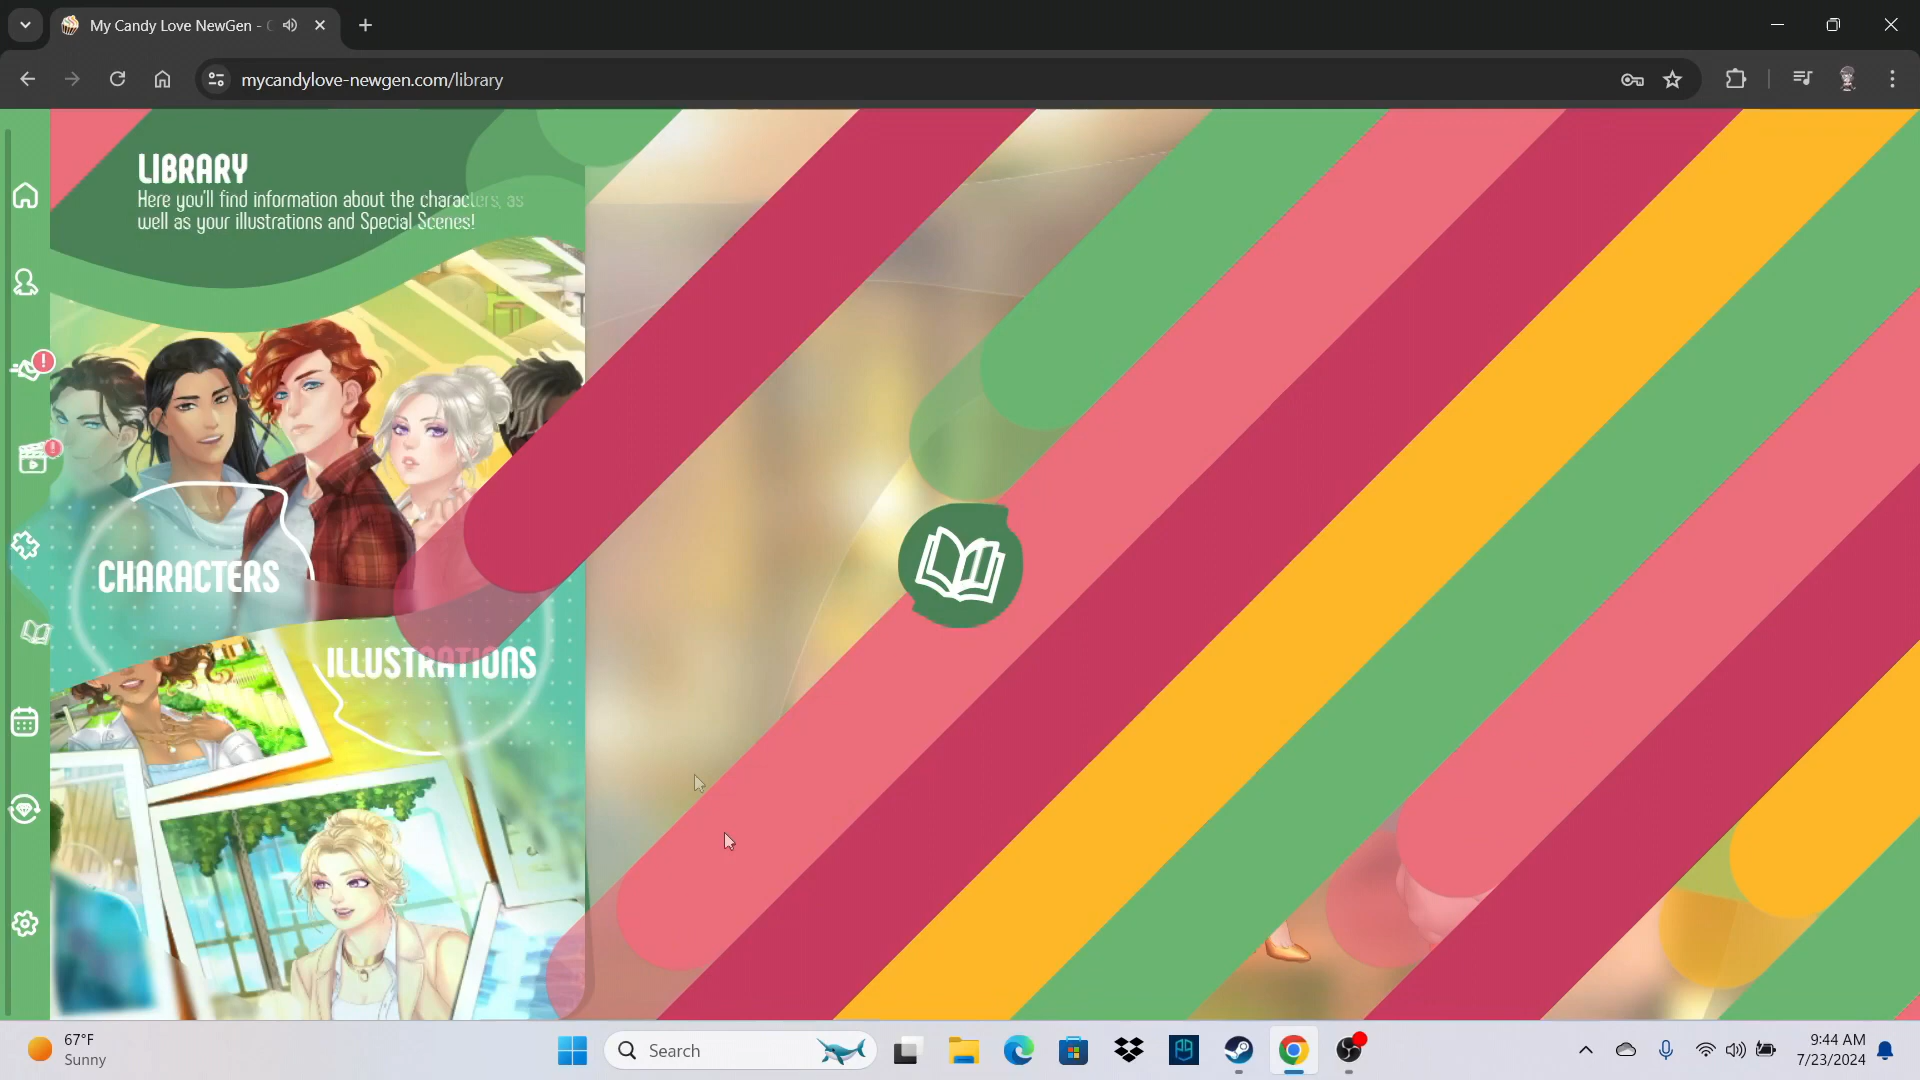 My Candy Love NewGen -
mycandylove-newgen.com/library
LIBRARY
Here you'll find information about the characters, as
well as your illustrations and Special Scenes!
CHARACTERS
ILLUSTRATIONS
67°F
Sunny
Search
9:44 AM
7/23/2024